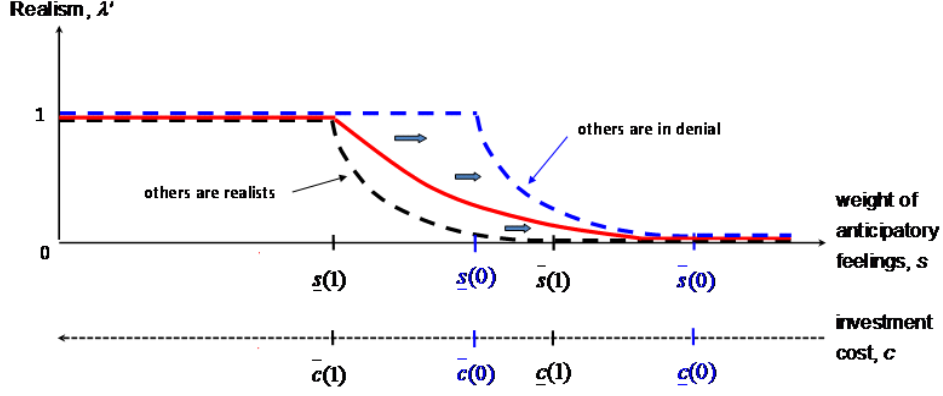 Realism, λ'
1
others are in denial
others are realists
weight of
anticipatory
feelings, s
0
s̲(1) s̲(0) s̄(1) s̄(0)
investment
cost, c
c̄(1) c̄(0) c̲(1) c̲(0)